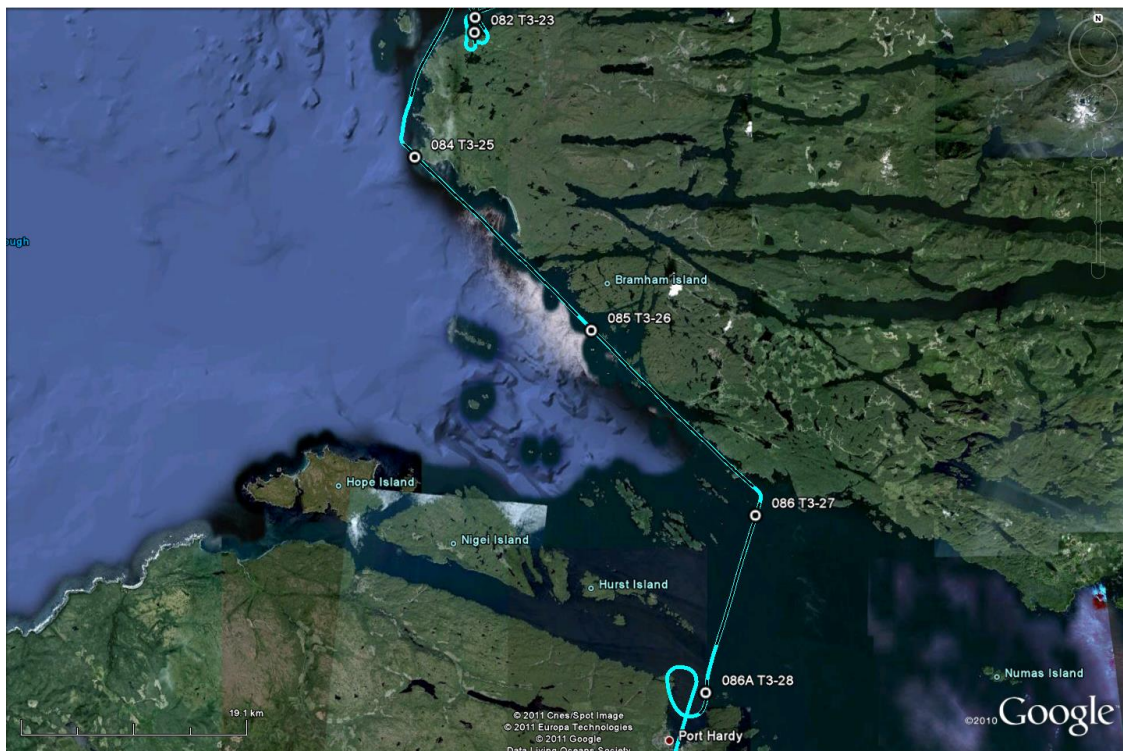 082 T3-23
N
084 T3-25
ough
Bramham island
085 T3-26
Hope Island
086 T3-27
Nigei Island
Hurst Island
Numas Island
086A T3-28
19.1 km
© 2011 Cnes/Spot Image
© 2011 Europa Technologies
© 2011 Google
Data Living Oceans Society
©2010 Google
Port Hardy